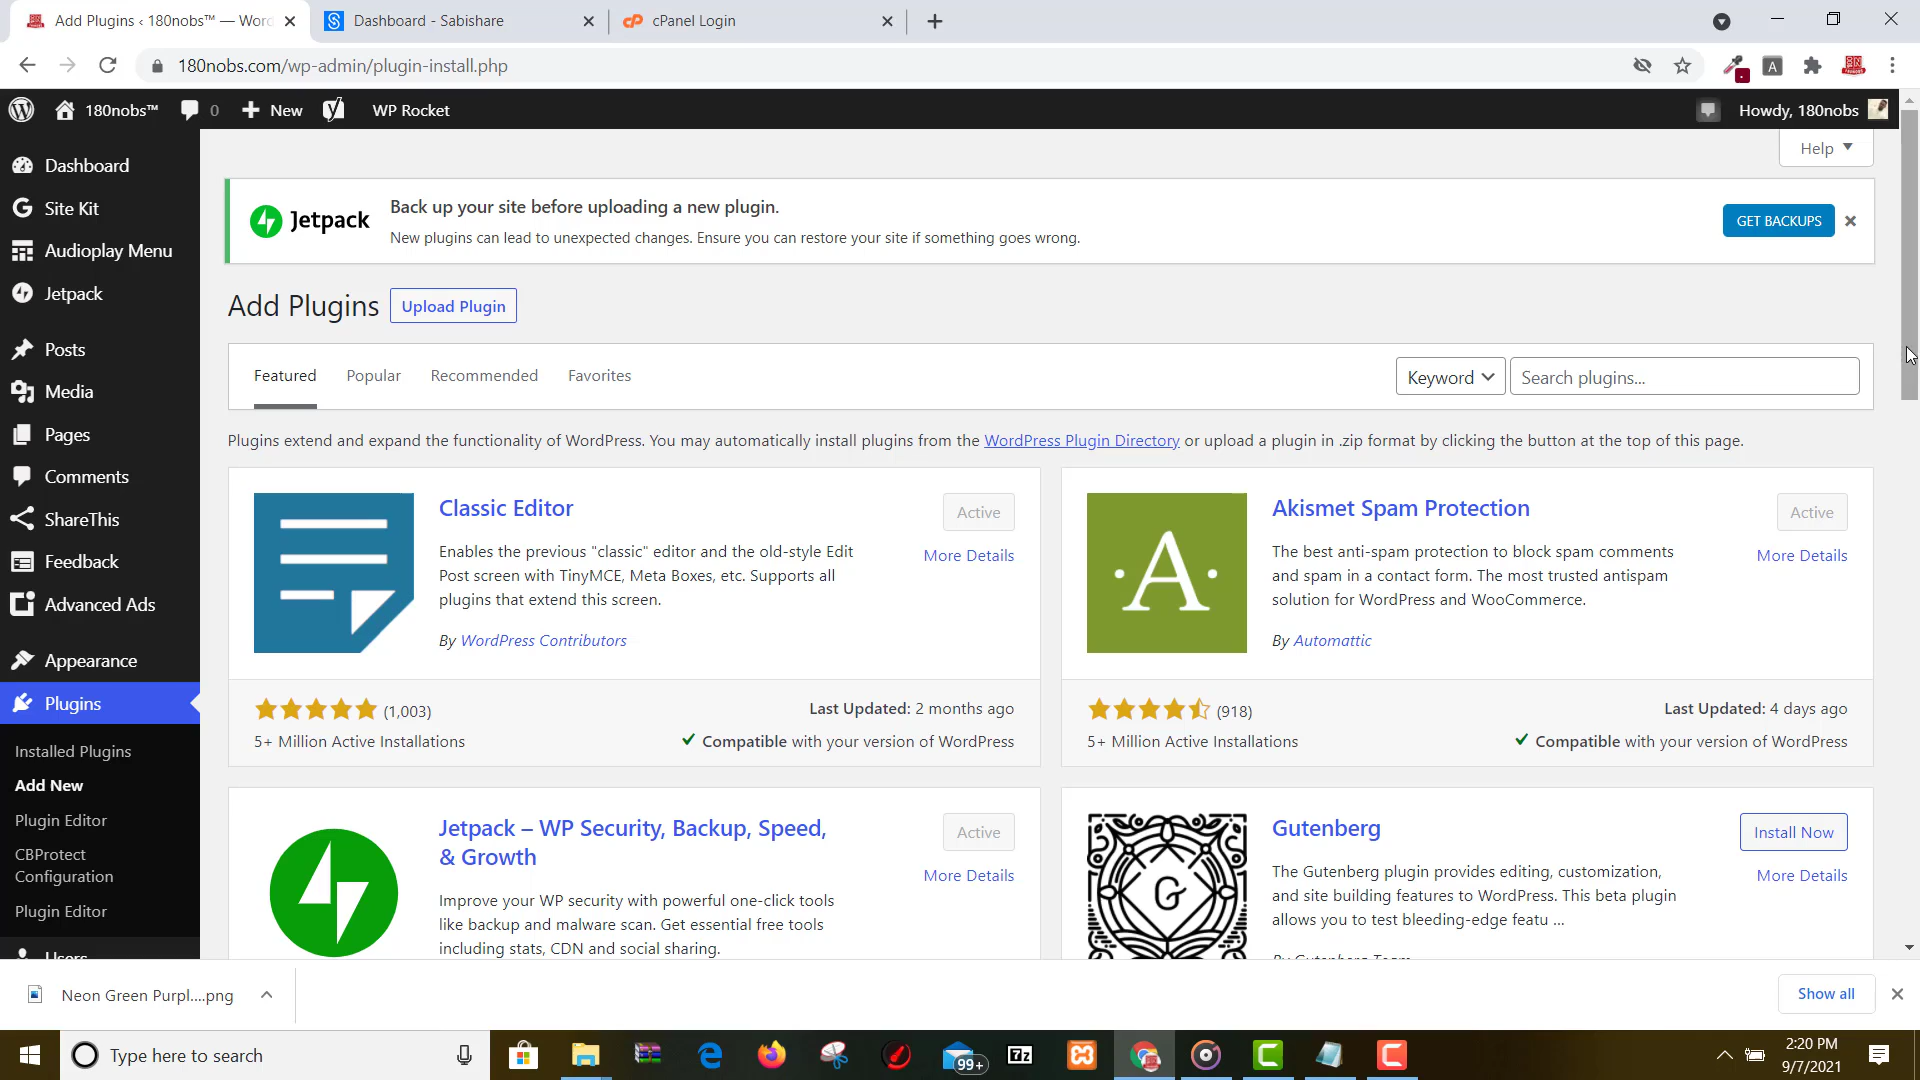 Add Plugins ‹ 180nobs™ — Word
Dashboard - Sabishare
cPanel Login
180nobs.com/wp-admin/plugin-install.php
180nobs™
0
New
WP Rocket
Howdy, 180nobs
Dashboard
Site Kit
Audioplay Menu
Jetpack
Posts
Media
Pages
Comments
ShareThis
Feedback
Advanced Ads
Appearance
Plugins
Installed Plugins
Add New
Plugin Editor
CBProtect
Configuration
Plugin Editor
Users
Help
Jetpack
Back up your site before uploading a new plugin.
New plugins can lead to unexpected changes. Ensure you can restore your site if something goes wrong.
GET BACKUPS
Add Plugins
Upload Plugin
Featured
Popular
Recommended
Favorites
Keyword
Search plugins...
Plugins extend and expand the functionality of WordPress. You may automatically install plugins from the WordPress Plugin Directory or upload a plugin in .zip format by clicking the button at the top of this page.
Classic Editor
Active
More Details
Enables the previous "classic" editor and the old-style Edit
Post screen with TinyMCE, Meta Boxes, etc. Supports all
plugins that extend this screen.
By WordPress Contributors
(1,003)
Last Updated: 2 months ago
5+ Million Active Installations
Compatible with your version of WordPress
A
Akismet Spam Protection
Active
More Details
The best anti-spam protection to block spam comments
and spam in a contact form. The most trusted antispam
solution for WordPress and WooCommerce.
By Automattic
(918)
Last Updated: 4 days ago
5+ Million Active Installations
Compatible with your version of WordPress
Jetpack – WP Security, Backup, Speed,
& Growth
Active
More Details
Improve your WP security with powerful one-click tools
like backup and malware scan. Get essential free tools
including stats, CDN and social sharing.
G
Gutenberg
Install Now
More Details
The Gutenberg plugin provides editing, customization,
and site building features to WordPress. This beta plugin
allows you to test bleeding-edge featu ...
By Gutenberg Team
Neon Green Purpl....png
Show all
Type here to search
99+
7z
2:20 PM
9/7/2021